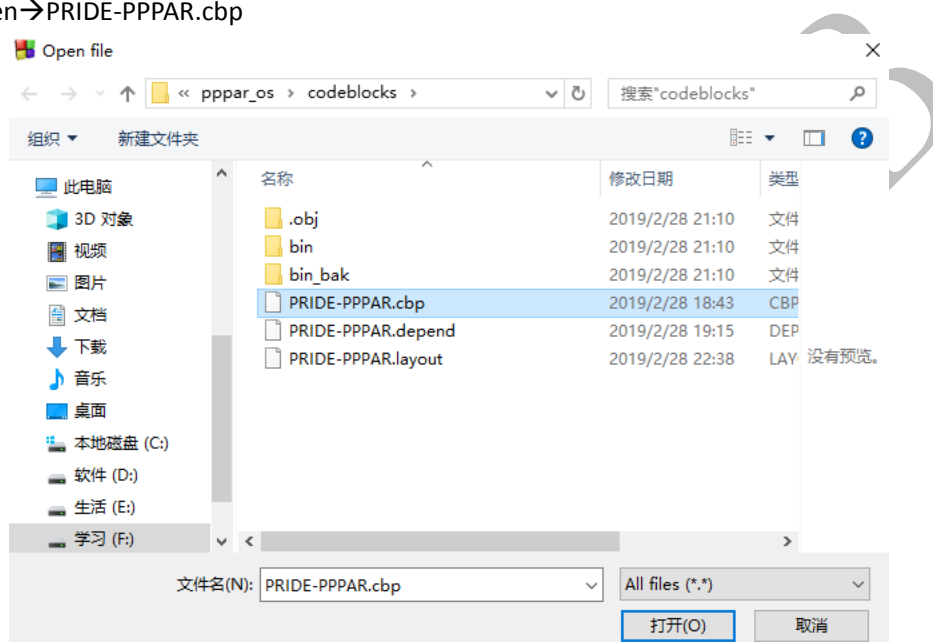 en→PRIDE-PPPAR.cbp
Open file
« pppar_os › codeblocks ›
搜索"codeblocks"
组织
新建文件夹
名称 修改日期 类型
此电脑
3D 对象
视频
图片
文档
下载
音乐
桌面
本地磁盘 (C:)
软件 (D:)
生活 (E:)
学习 (F:)
.obj 2019/2/28 21:10 文件
bin 2019/2/28 21:10 文件
bin_bak 2019/2/28 21:10 文件
PRIDE-PPPAR.cbp 2019/2/28 18:43 CBP
PRIDE-PPPAR.depend 2019/2/28 19:15 DEP
PRIDE-PPPAR.layout 2019/2/28 22:38 LAY
没有预览。
文件名(N): PRIDE-PPPAR.cbp All files (*.*)
打开(O) 取消